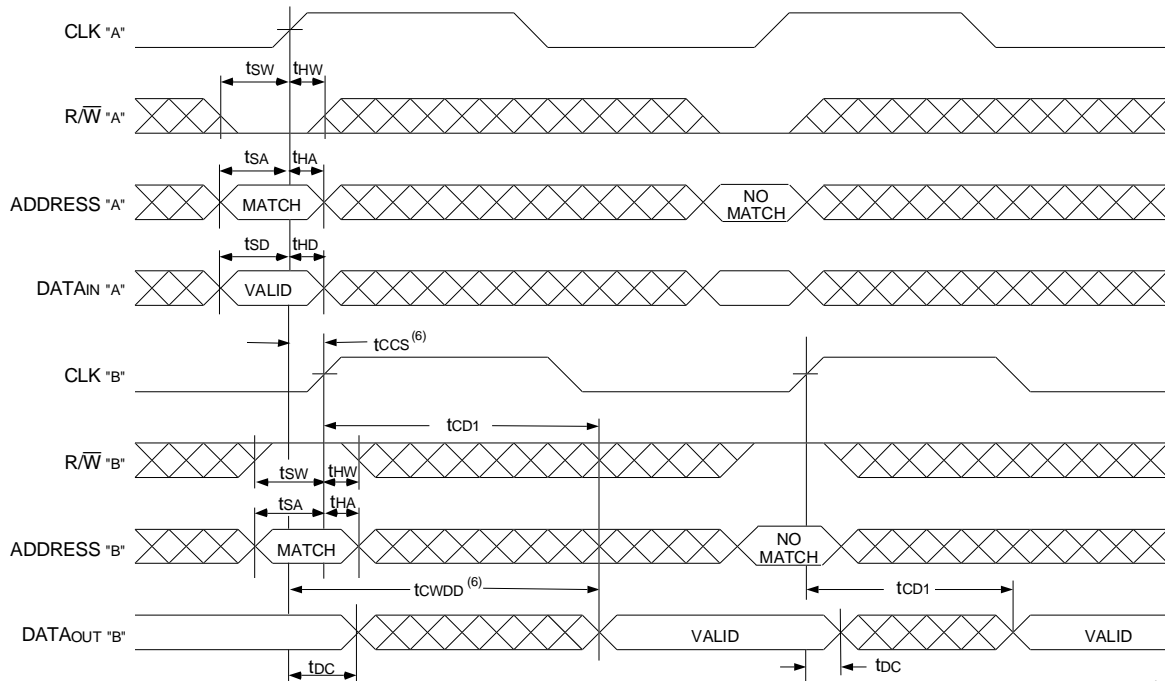 CLK "A"
tSW tHW
R/W̅ "A"
tSA tHA
ADDRESS "A" MATCH NO MATCH
tSD tHD
DATAIN "A" VALID
tCCS (6)
CLK "B"
tCD1
R/W̅ "B"
tSW tHW
tSA tHA
ADDRESS "B" MATCH NO MATCH
tCWDD (6) tCD1
DATAOUT "B" VALID VALID
tDC tDC